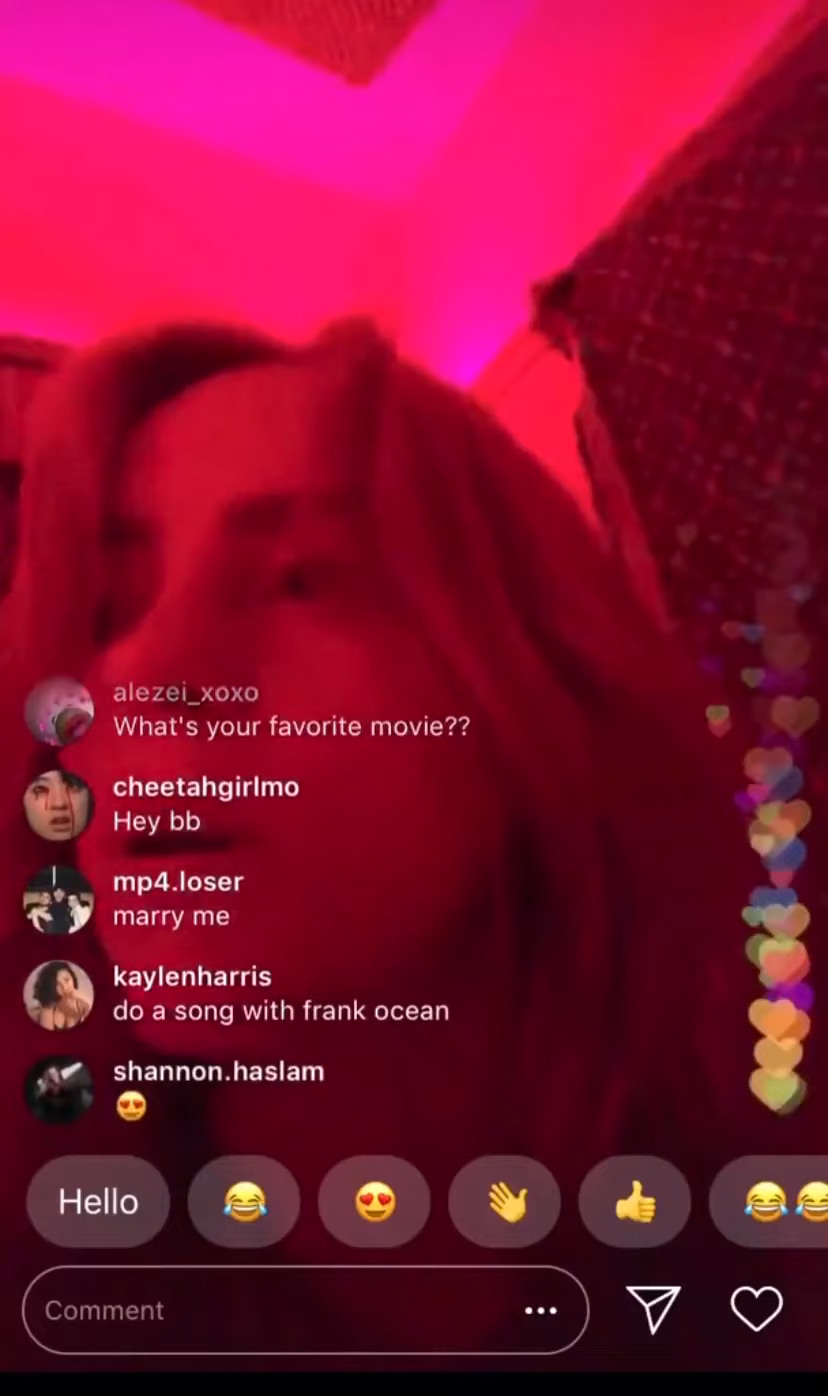 alezei_xoxo
What's your favorite movie??
cheetahgirlmo
Hey bb
mp4.loser
marry me
kaylenharris
do a song with frank ocean
shannon.haslam
😍
Hello 😂 😍 👋 👍 😂😂
Comment